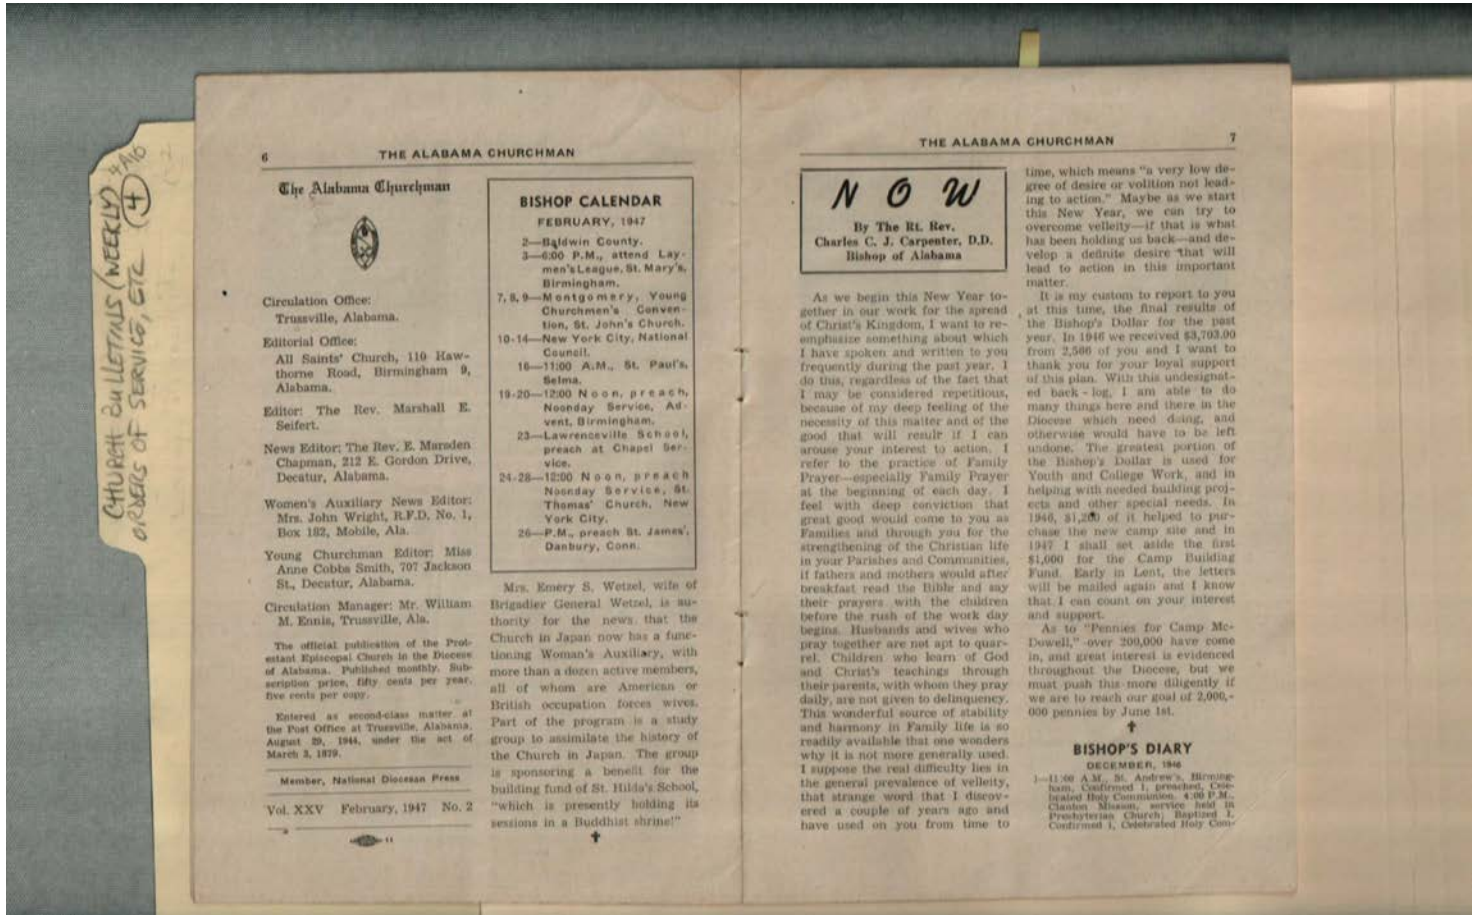 CHURCH BULLETINS (WEEKLY)
ORDERS OF SERVICE, ETC
4
6
THE ALABAMA CHURCHMAN
The Alabama Churchman
Circulation Office:
Trussville, Alabama.
Editorial Office:
All Saints' Church, 110 Haw-
thorne Road, Birmingham 9,
Alabama.
Editor: The Rev. Marshall E.
Seifert.
News Editor: The Rev. E. Marsden
Chapman, 212 E. Gordon Drive,
Decatur, Alabama.
Women's Auxiliary News Editor:
Mrs. John Wright, R.F.D. No. 1,
Box 182, Mobile, Ala.
Young Churchman Editor: Miss
Anne Cobbs Smith, 707 Jackson
St., Decatur, Alabama.
Circulation Manager: Mr. William
M. Ennis, Trussville, Ala.
The official publication of the Prot-
estant Episcopal Church in the Diocese
of Alabama. Published monthly. Sub-
scription price, fifty cents per year,
five cents per copy.
Entered as second-class matter at
the Post Office at Trussville, Alabama,
August 29, 1944, under the act of
March 3, 1879.
Member, National Diocesan Press
Vol. XXV February, 1947 No. 2
BISHOP CALENDAR
FEBRUARY, 1947
2—Baldwin County.
3—6:00 P.M., attend Lay-
men's League, St. Mary's,
Birmingham.
7, 8, 9—Montgomery, Young
Churchmen's Conven-
tion, St. John's Church.
10-14—New York City, National
Council.
16—11:00 A.M., St. Paul's,
Selma.
19-20—12:00 Noon, preach,
Noonday Service, Ad-
vent, Birmingham.
23—Lawrenceville School,
preach at Chapel Ser-
vice.
24-28—12:00 Noon, preach
Noonday Service, St.
Thomas' Church, New
York City.
26—P.M., preach St. James',
Danbury, Conn.
Mrs. Emery S. Wetzel, wife of
Brigadier General Wetzel, is au-
thority for the news that the
Church in Japan now has a func-
tioning Woman's Auxiliary, with
more than a dozen active members,
all of whom are American or
British occupation forces wives.
Part of the program is a study
group to assimilate the history of
the Church in Japan. The group
is sponsoring a benefit for the
building fund of St. Hilda's School,
"which is presently holding its
sessions in a Buddhist shrine!"
THE ALABAMA CHURCHMAN
7
NOW
By The Rt. Rev.
Charles C. J. Carpenter, D.D.
Bishop of Alabama
As we begin this New Year to-
gether in our work for the spread
of Christ's Kingdom, I want to re-
emphasize something about which
I have spoken and written to you
frequently during the past year. I
do this, regardless of the fact that
I may be considered repetitious,
because of my deep feeling of the
necessity of this matter and of the
good that will result if I can
arouse your interest to action. I
refer to the practice of Family
Prayer—especially Family Prayer
at the beginning of each day. I
feel with deep conviction that
great good would come to you as
Families and through you for the
strengthening of the Christian life
in your Parishes and Communities,
if fathers and mothers would after
breakfast read the Bible and say
their prayers with the children
before the rush of the work day
begins. Husbands and wives who
pray together are not apt to quar-
rel. Children who learn of God
and Christ's teachings through
their parents, with whom they pray
daily, are not given to delinquency.
This wonderful source of stability
and harmony in Family life is so
readily available that one wonders
why it is not more generally used.
I suppose the real difficulty lies in
the general prevalence of velleity,
that strange word that I discov-
ered a couple of years ago and
have used on you from time to
time, which means "a very low de-
gree of desire or volition not lead-
ing to action." Maybe as we start
this New Year, we can try to
overcome velleity—if that is what
has been holding us back—and de-
velop a definite desire that will
lead to action in this important
matter.
It is my custom to report to you
at this time, the final results of
the Bishop's Dollar for the past
year. In 1946 we received $3,703.00
from 2,566 of you and I want to
thank you for your loyal support
of this plan. With this undesignat-
ed back-log, I am able to do
many things here and there in the
Diocese which need doing, and
otherwise would have to be left
undone. The greatest portion of
the Bishop's Dollar is used for
Youth and College Work, and in
helping with needed building proj-
ects and other special needs. In
1946, $1,200 of it helped to pur-
chase the new camp site and in
1947 I shall set aside the first
$1,000 for the Camp Building
Fund. Early in Lent, the letters
will be mailed again and I know
that I can count on your interest
and support.
As to "Pennies for Camp Mc-
Dowell," over 200,000 have come
in, and great interest is evidenced
throughout the Diocese, but we
must push this more diligently if
we are to reach our goal of 2,000,-
000 pennies by June 1st.
BISHOP'S DIARY
DECEMBER, 1946
1—11:00 A.M., St. Andrew's, Birming-
ham, Confirmed 1, preached, Cele-
brated Holy Communion. 4:00 P.M.,
Clanton Mission, service held in
Presbyterian Church; Baptized 1,
Confirmed 1, Celebrated Holy Com-